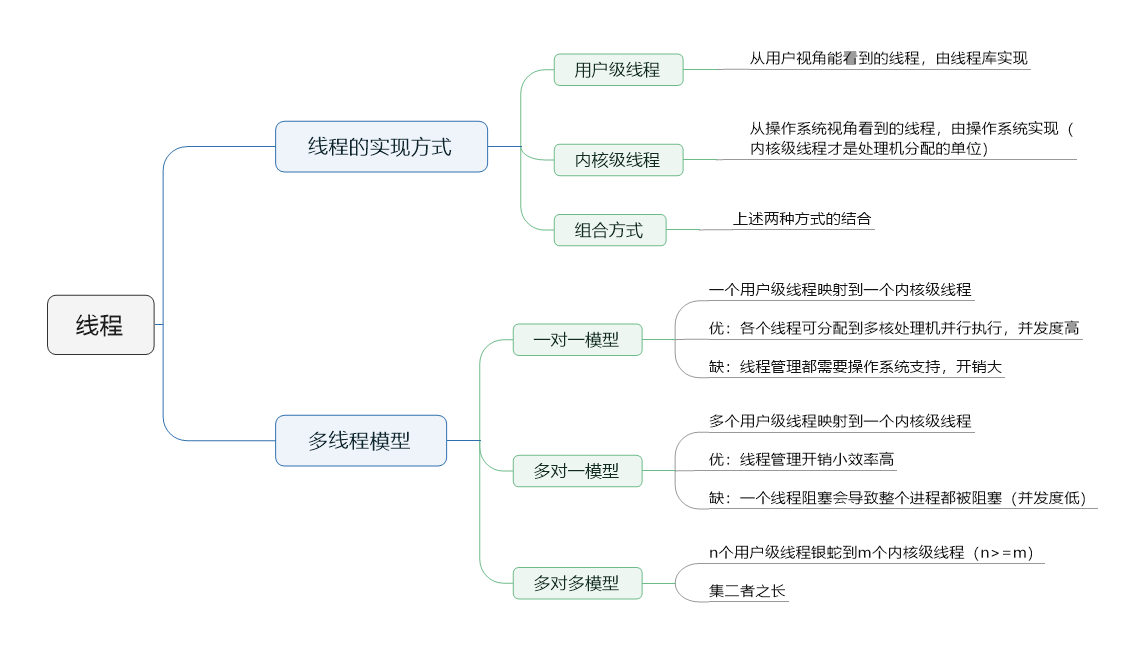 线程
线程的实现方式
用户级线程
从用户视角能看到的线程，由线程库实现
内核级线程
从操作系统视角看到的线程，由操作系统实现（
内核级线程才是处理机分配的单位）
组合方式
上述两种方式的结合
多线程模型
一对一模型
一个用户级线程映射到一个内核级线程
优：各个线程可分配到多核处理机并行执行，并发度高
缺：线程管理都需要操作系统支持，开销大
多对一模型
多个用户级线程映射到一个内核级线程
优：线程管理开销小效率高
缺：一个线程阻塞会导致整个进程都被阻塞（并发度低）
多对多模型
n个用户级线程银蛇到m个内核级线程（n>=m）
集二者之长